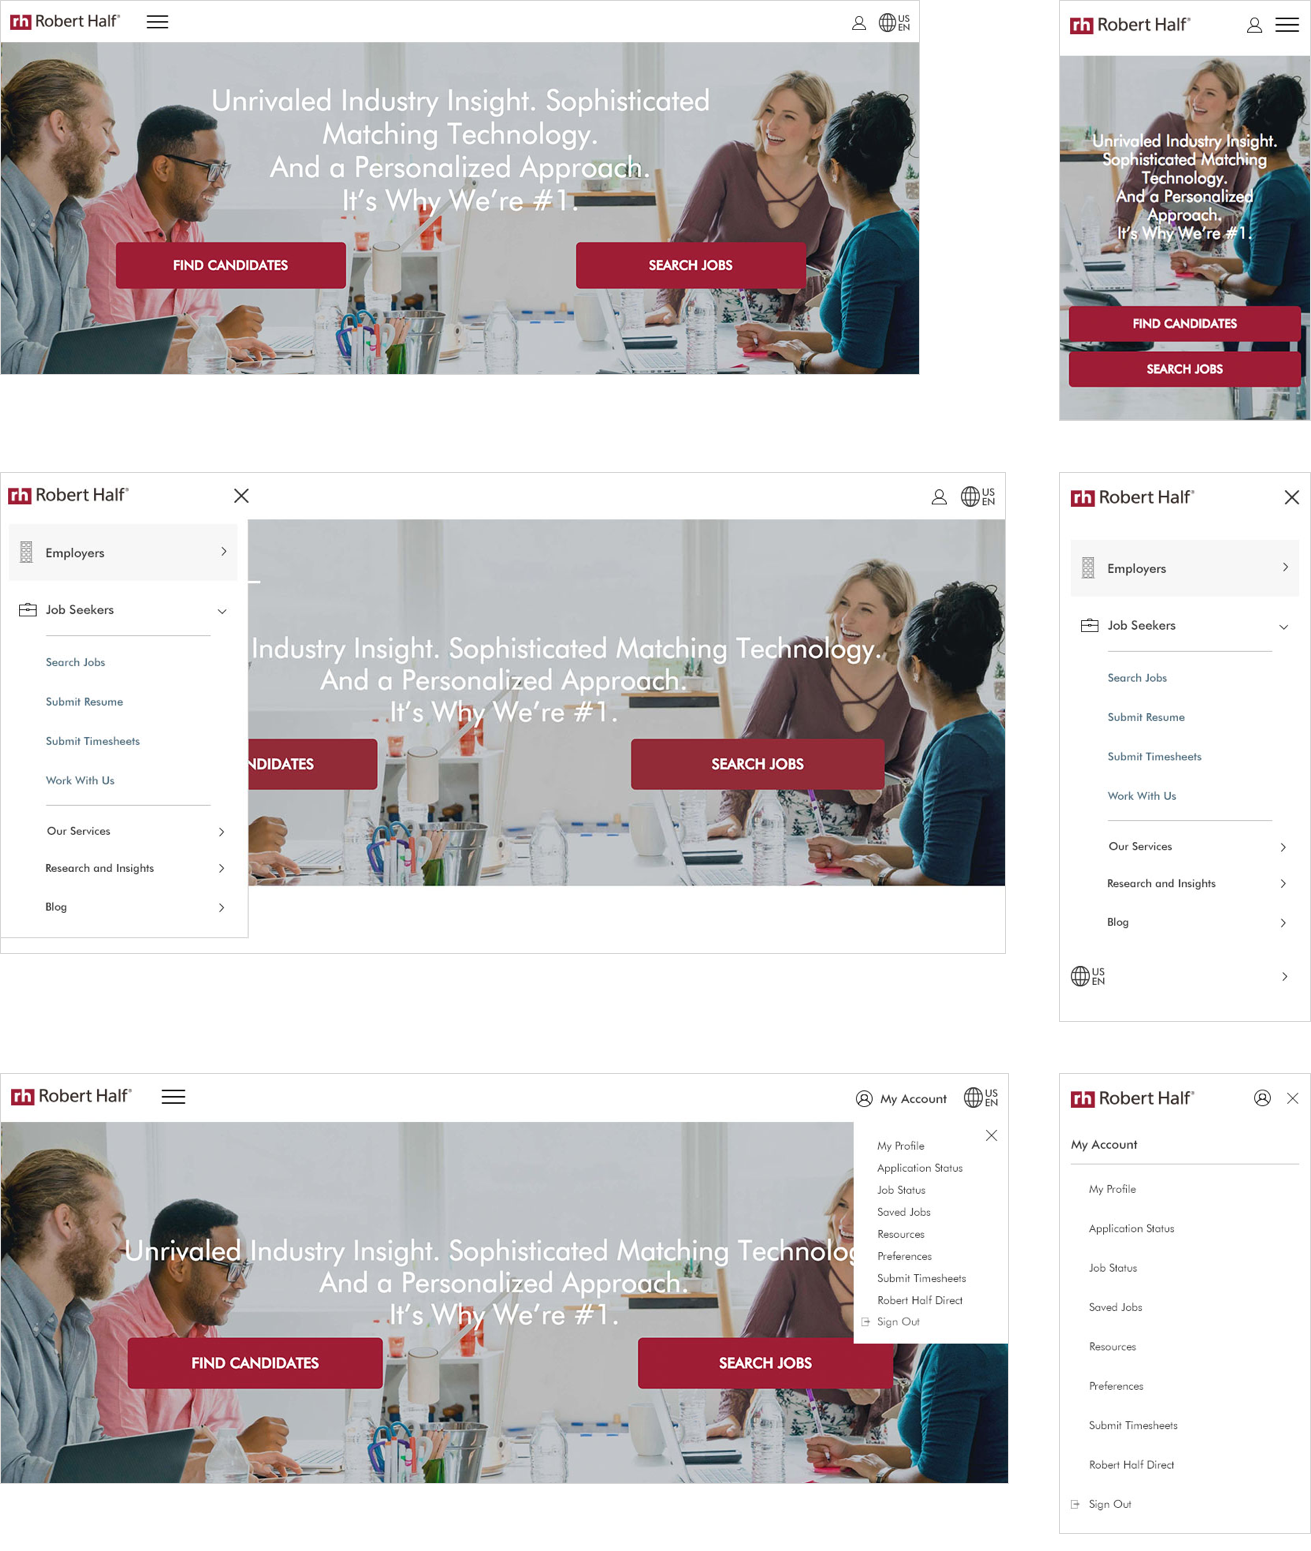 rh Robert Half®
US
EN
Unrivaled Industry Insight. Sophisticated
Matching Technology.
And a Personalized Approach.
It's Why We're #1.
FIND CANDIDATES
SEARCH JOBS
rh Robert Half®
Unrivaled Industry Insight.
Sophisticated Matching
Technology.
And a Personalized
Approach.
It's Why We're #1.
FIND CANDIDATES
SEARCH JOBS
rh Robert Half®
US
EN
Employers
Job Seekers
Search Jobs
Submit Resume
Submit Timesheets
Work With Us
Our Services
Research and Insights
Blog
Industry Insight. Sophisticated Matching Technology.
And a Personalized Approach.
It's Why We're #1.
NDIDATES
SEARCH JOBS
rh Robert Half®
Employers
Job Seekers
Search Jobs
Submit Resume
Submit Timesheets
Work With Us
Our Services
Research and Insights
Blog
US
EN
rh Robert Half®
My Account
US
EN
My Profile
Application Status
Job Status
Saved Jobs
Resources
Preferences
Submit Timesheets
Robert Half Direct
Sign Out
Unrivaled Industry Insight. Sophisticated Matching Technolog
And a Personalized Approach.
It's Why We're #1.
FIND CANDIDATES
SEARCH JOBS
rh Robert Half®
My Account
My Profile
Application Status
Job Status
Saved Jobs
Resources
Preferences
Submit Timesheets
Robert Half Direct
Sign Out